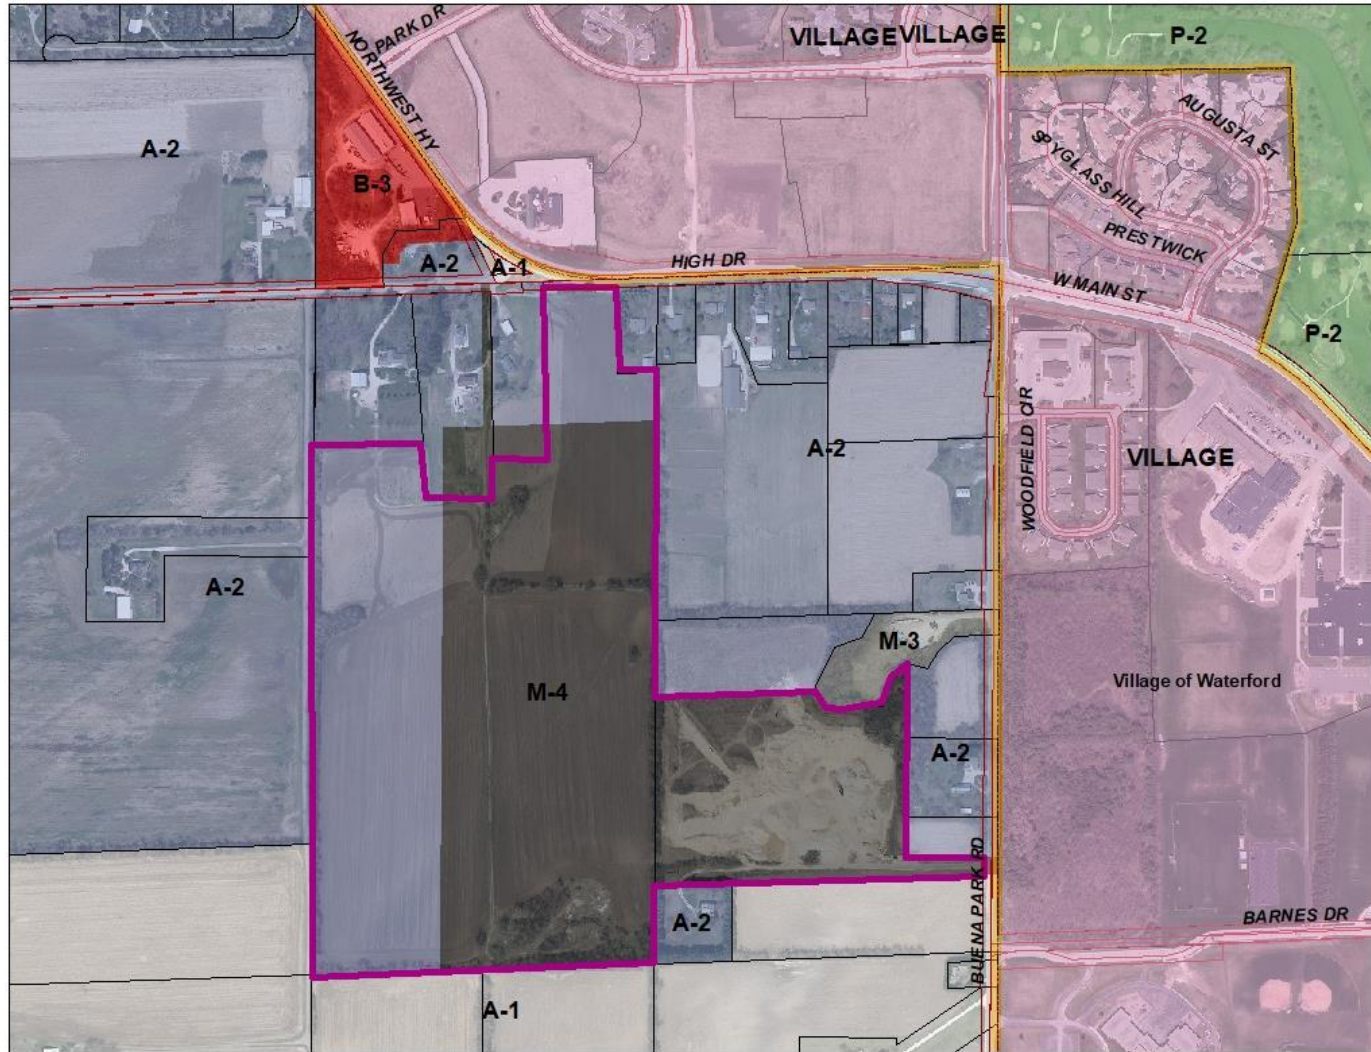 PARK DR
NORTHWEST HY
VILLAGE
VILLAGE
P-2
A-2
AUGUSTA ST
SPYGLASS HILL
B-3
PRESTWICK
A-2
A-1
HIGH DR
W MAIN ST
P-2
WOODFIELD CIR
A-2
VILLAGE
A-2
M-3
M-4
Village of Waterford
A-2
BUENA PARK RD
A-2
BARNES DR
A-1